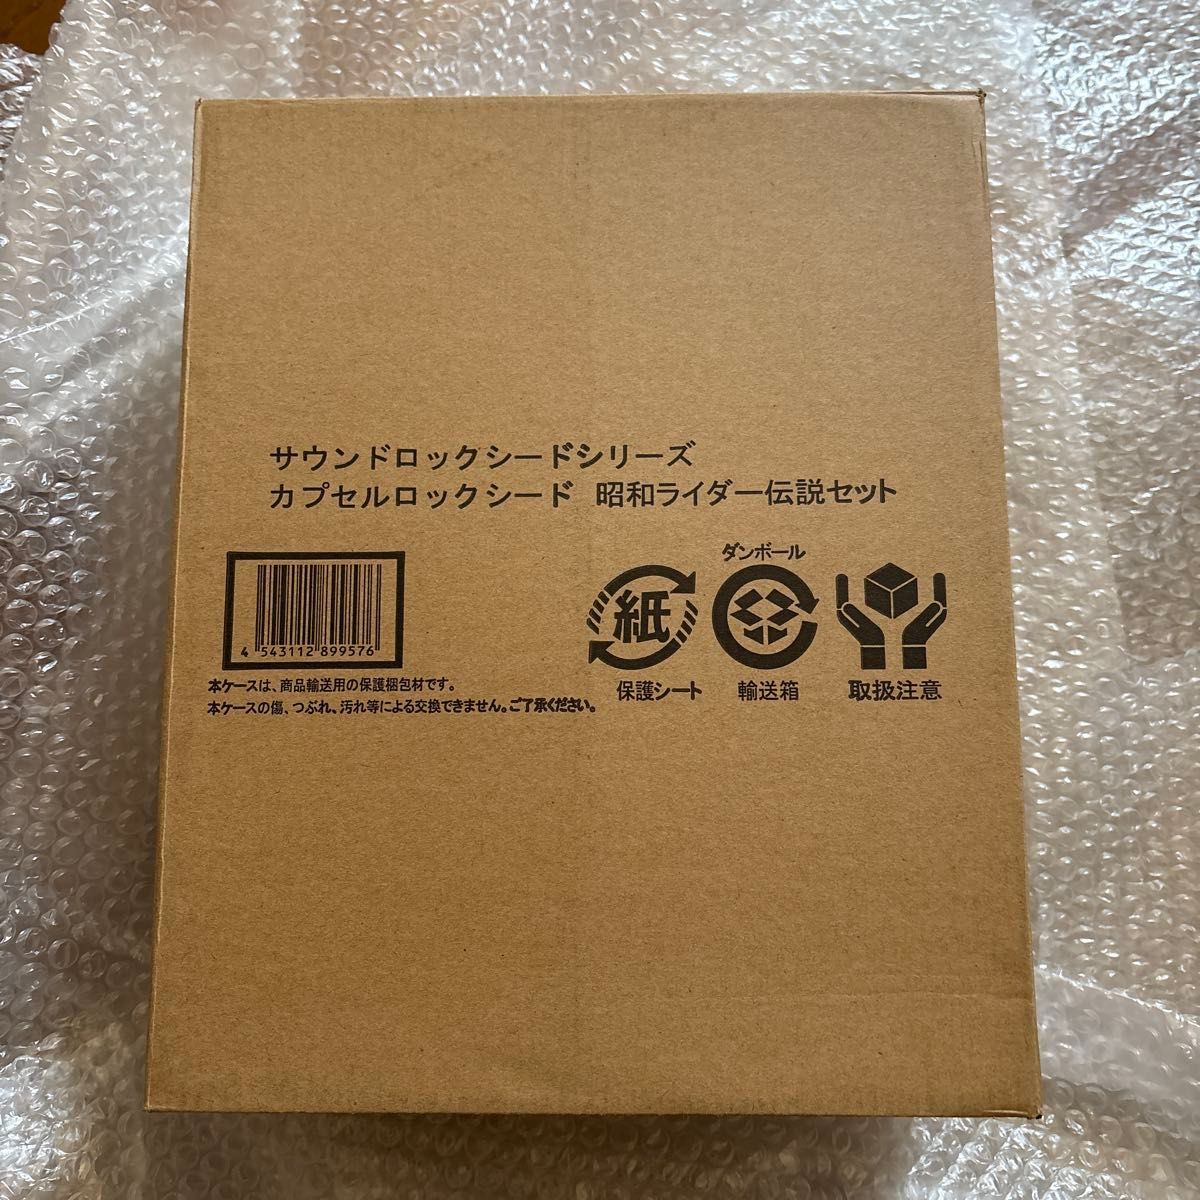 サウンドロックシードシリーズ
カプセルロックシード 昭和ライダー伝説セット
4 543112 899576
ダンボール
紙
保護シート
輸送箱
取扱注意
本ケースは、商品輸送用の保護梱包材です。
本ケースの傷、つぶれ、汚れ等による交換できません。ご了承ください。